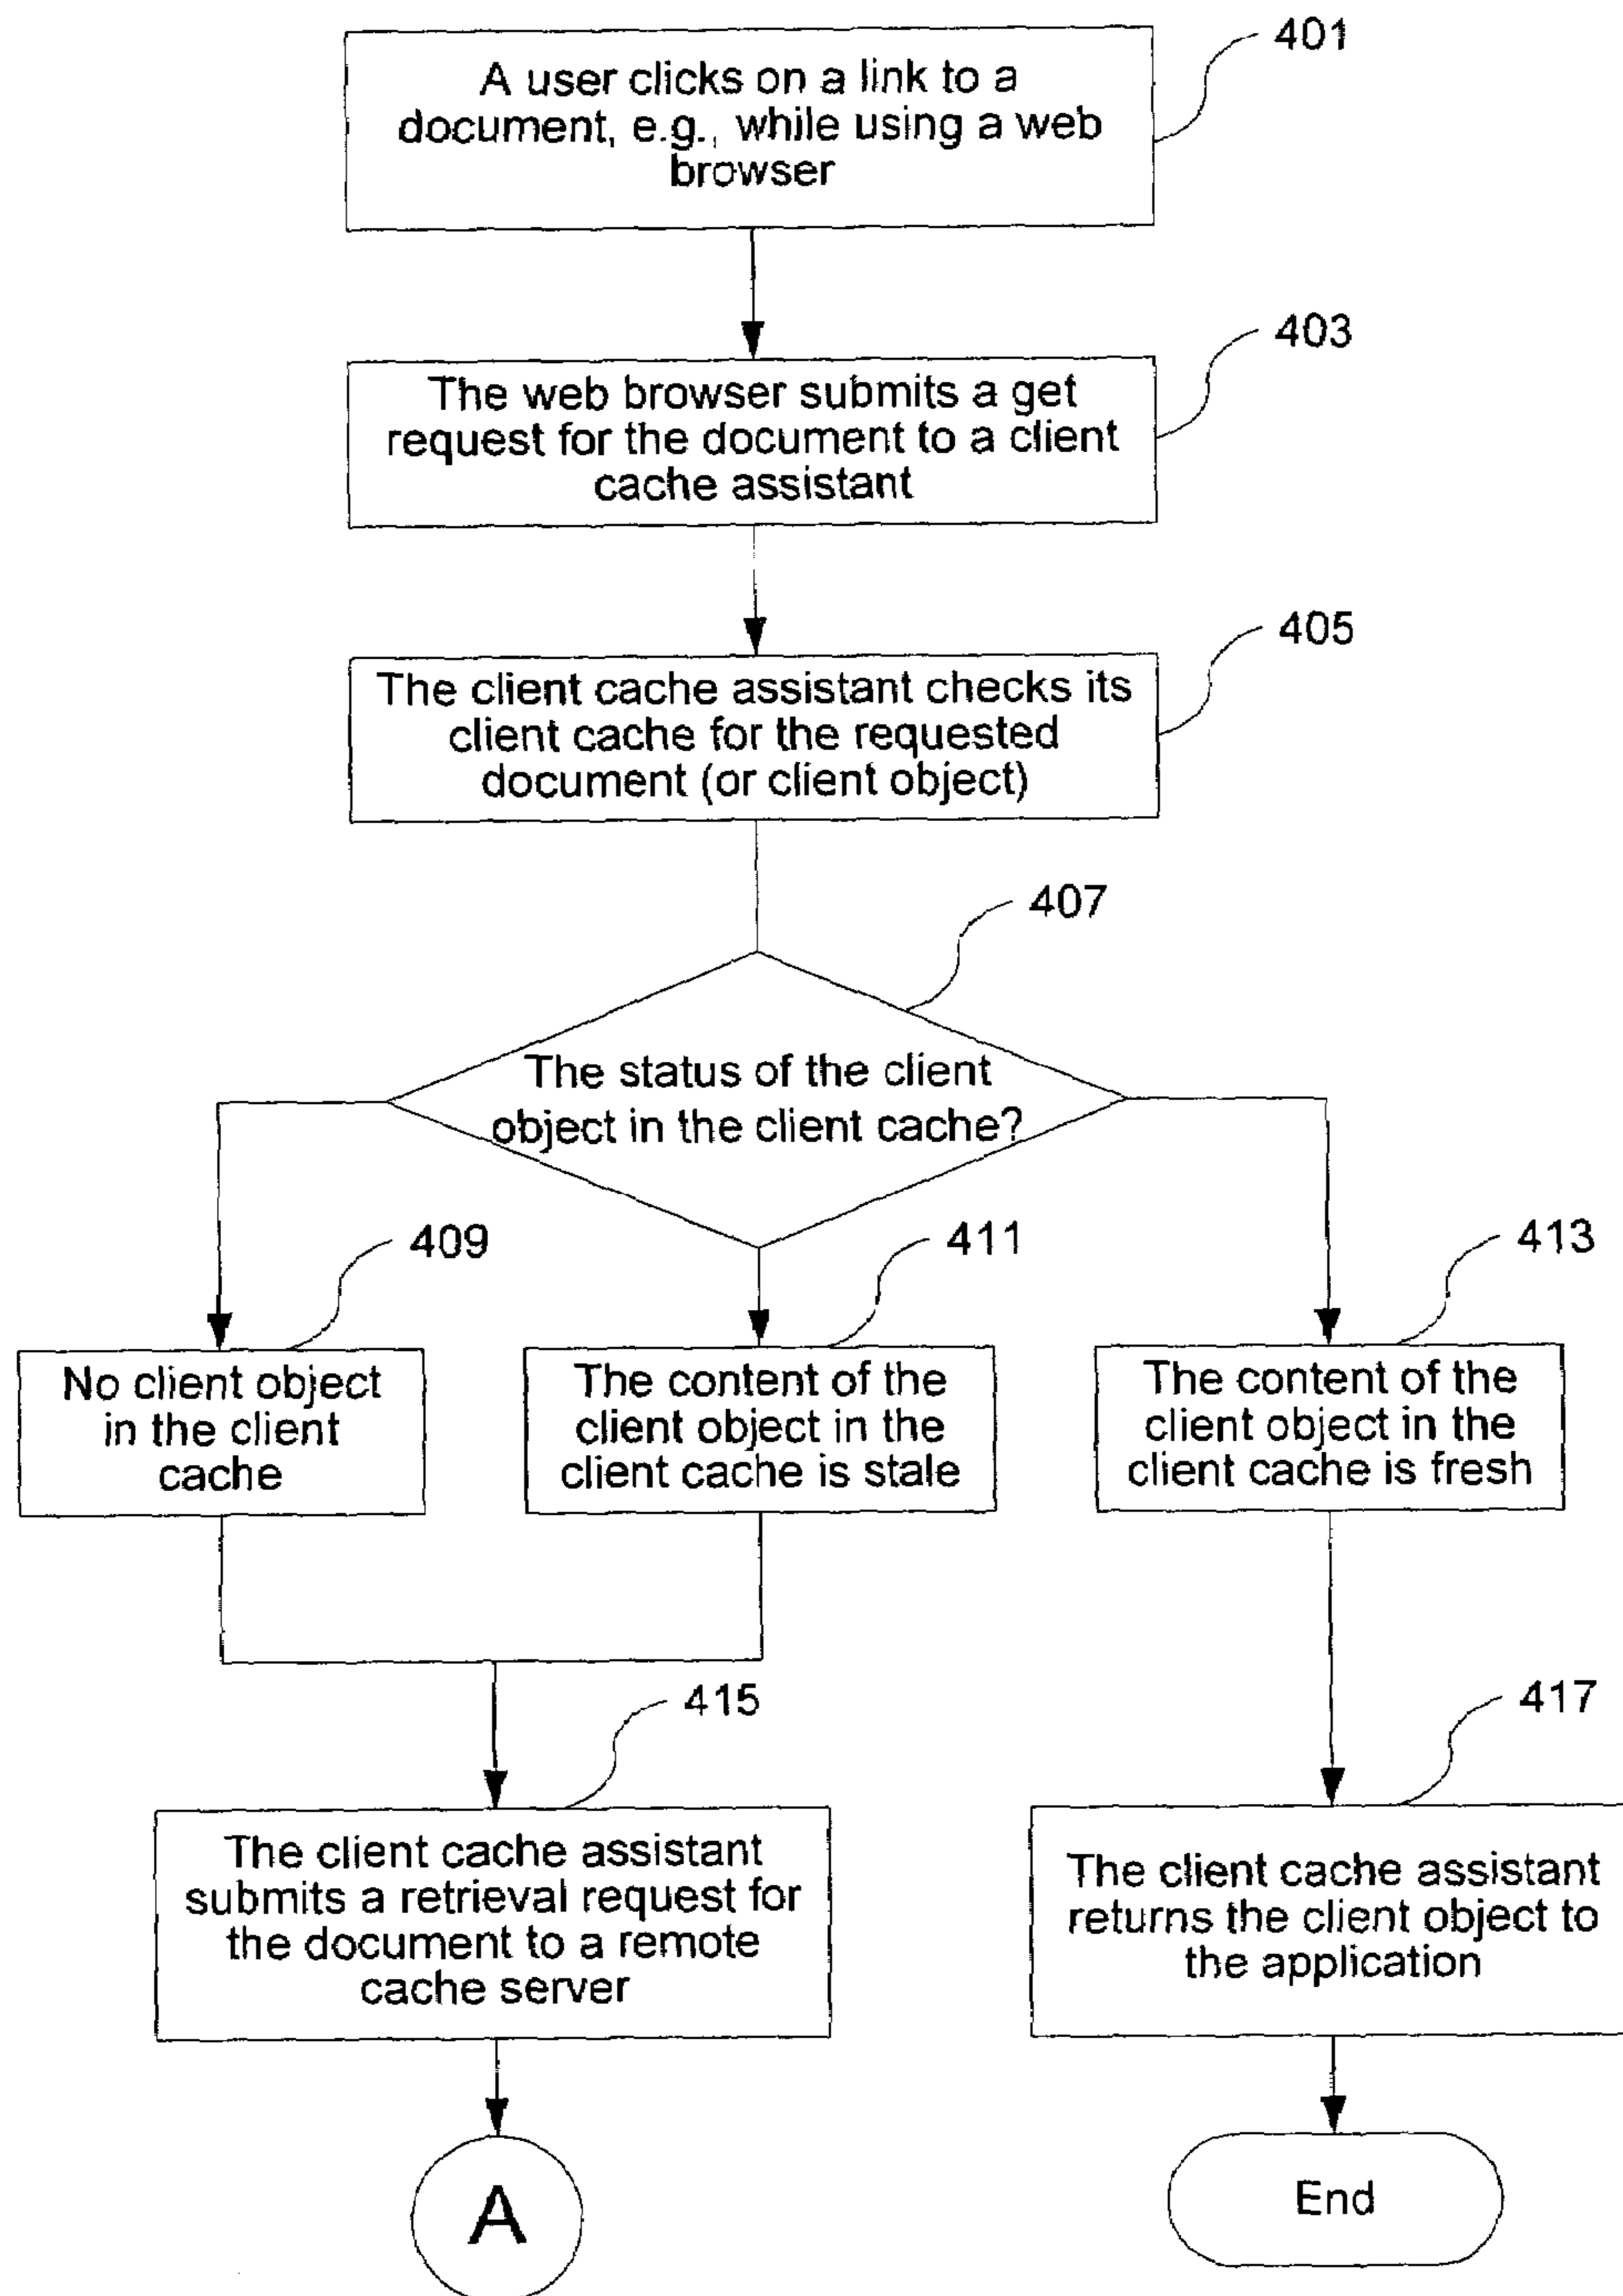 401
A user clicks on a link to a
document, e.g., while using a web
browser
403
The web browser submits a get
request for the document to a client
cache assistant
405
The client cache assistant checks its
client cache for the requested
document (or client object)
407
The status of the client
object in the client cache?
409
No client object
in the client
cache
411
The content of the
client object in the
client cache is stale
413
The content of the
client object in the
client cache is fresh
415
The client cache assistant
submits a retrieval request for
the document to a remote
cache server
417
The client cache assistant
returns the client object to
the application
A
End